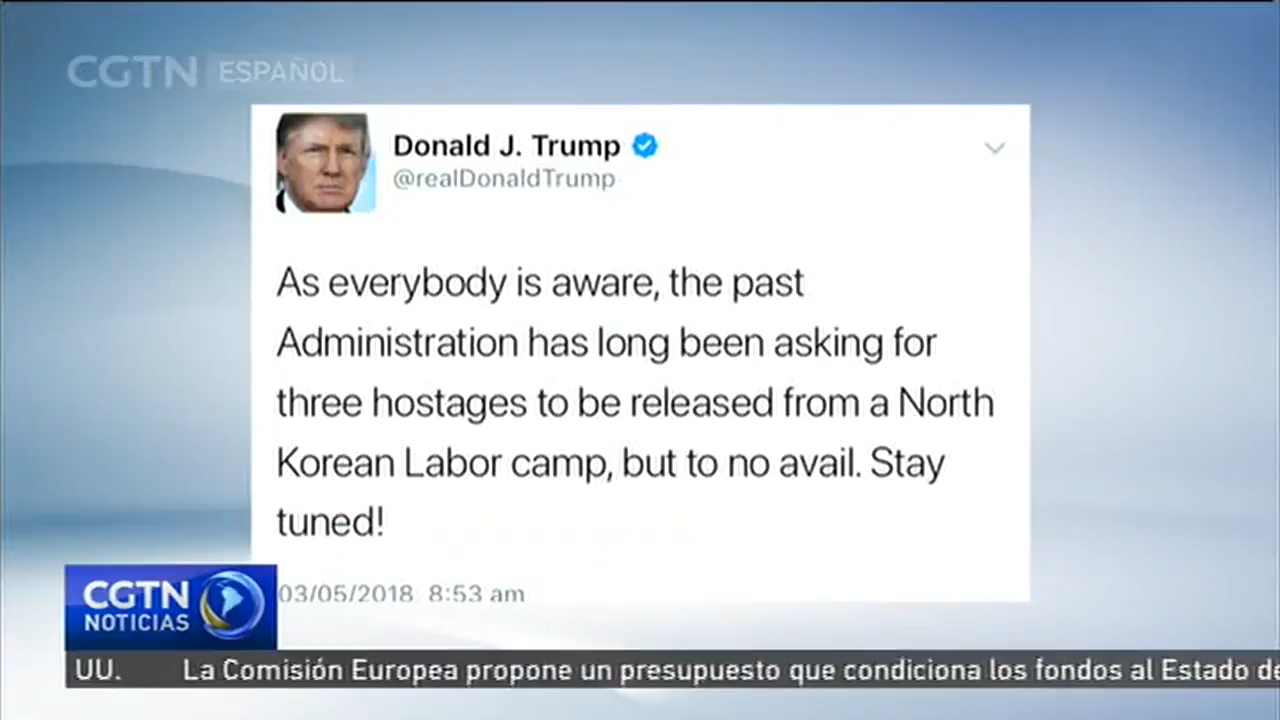 CGTN ESPAÑOL
Donald J. Trump
@realDonaldTrump
As everybody is aware, the past
Administration has long been asking for
three hostages to be released from a North
Korean Labor camp, but to no avail. Stay
tuned!
03/05/2018 8:53 am
CGTN
NOTICIAS
UU. La Comisión Europea propone un presupuesto que condiciona los fondos al Estado de